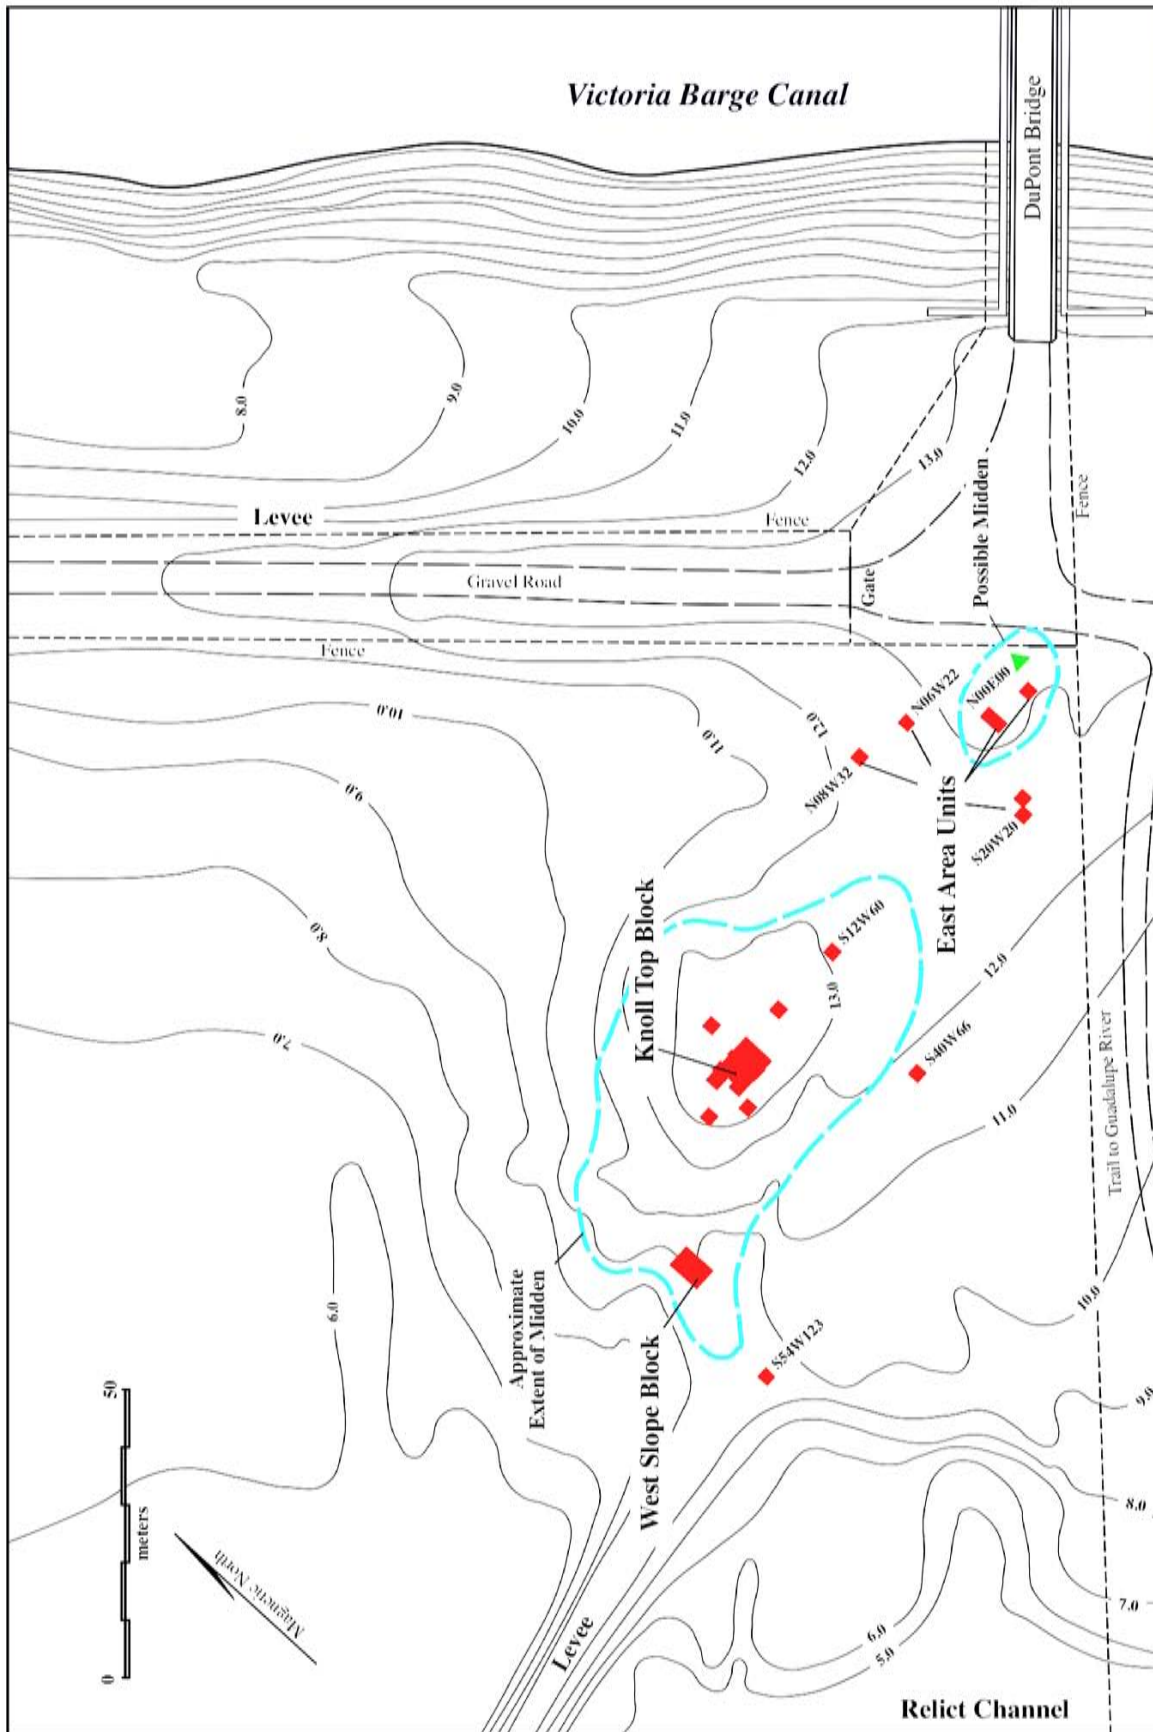 Victoria Barge Canal
DuPont Bridge
8.0
9.0
10.0
11.0
12.0
13.0
Levee
Fence
Gravel Road
Gate
Possible Midden
Fence
Fence
10.0
9.0
8.0
7.0
11.0
12.0
N06W22
N00E00
N08W32
S20W20
East Area Units
Knoll Top Block
S12W60
13.0
S40W66
12.0
11.0
Trail to Guadalupe River
6.0
Approximate
Extent of Midden
West Slope Block
S54W123
10.0
9.0
8.0
7.0
6.0
5.0
50
meters
0
Magnetic North
Levee
Relict Channel